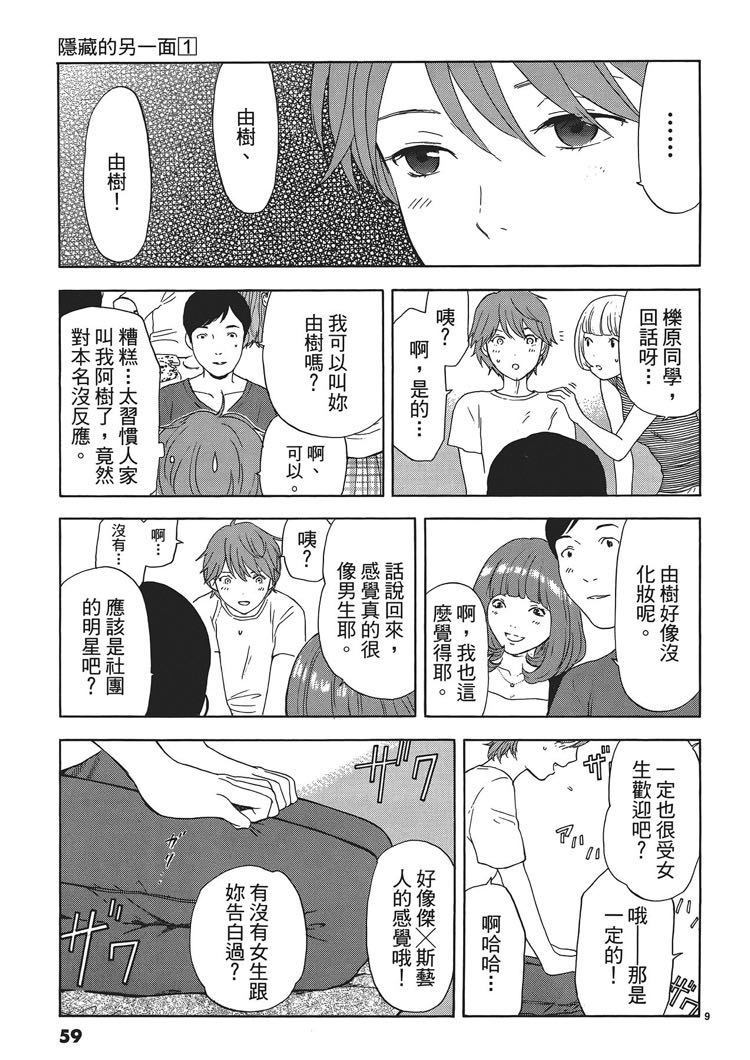 隱藏的另一面1
……
由樹、
由樹！
櫟原同學，
回話呀…
咦？
啊，是的…
我可以叫妳
由樹嗎？
啊、
可以。
糟糕…太習慣人家
叫我阿樹了，竟然
對本名沒反應。
由樹好像沒
化妝呢。
啊，我也這
麼覺得耶。
話說回來，
感覺真的很
像男生耶。
咦？
啊…
沒有…
應該是社團
的明星吧？
一定也很受女
生歡迎吧？
哦——那是
一定的！
啊哈哈…
ザワ
ザワ
好像傑╳斯藝
人的感覺哦！
有沒有女生跟
妳告白過？
ザワ
ザワ
9
59